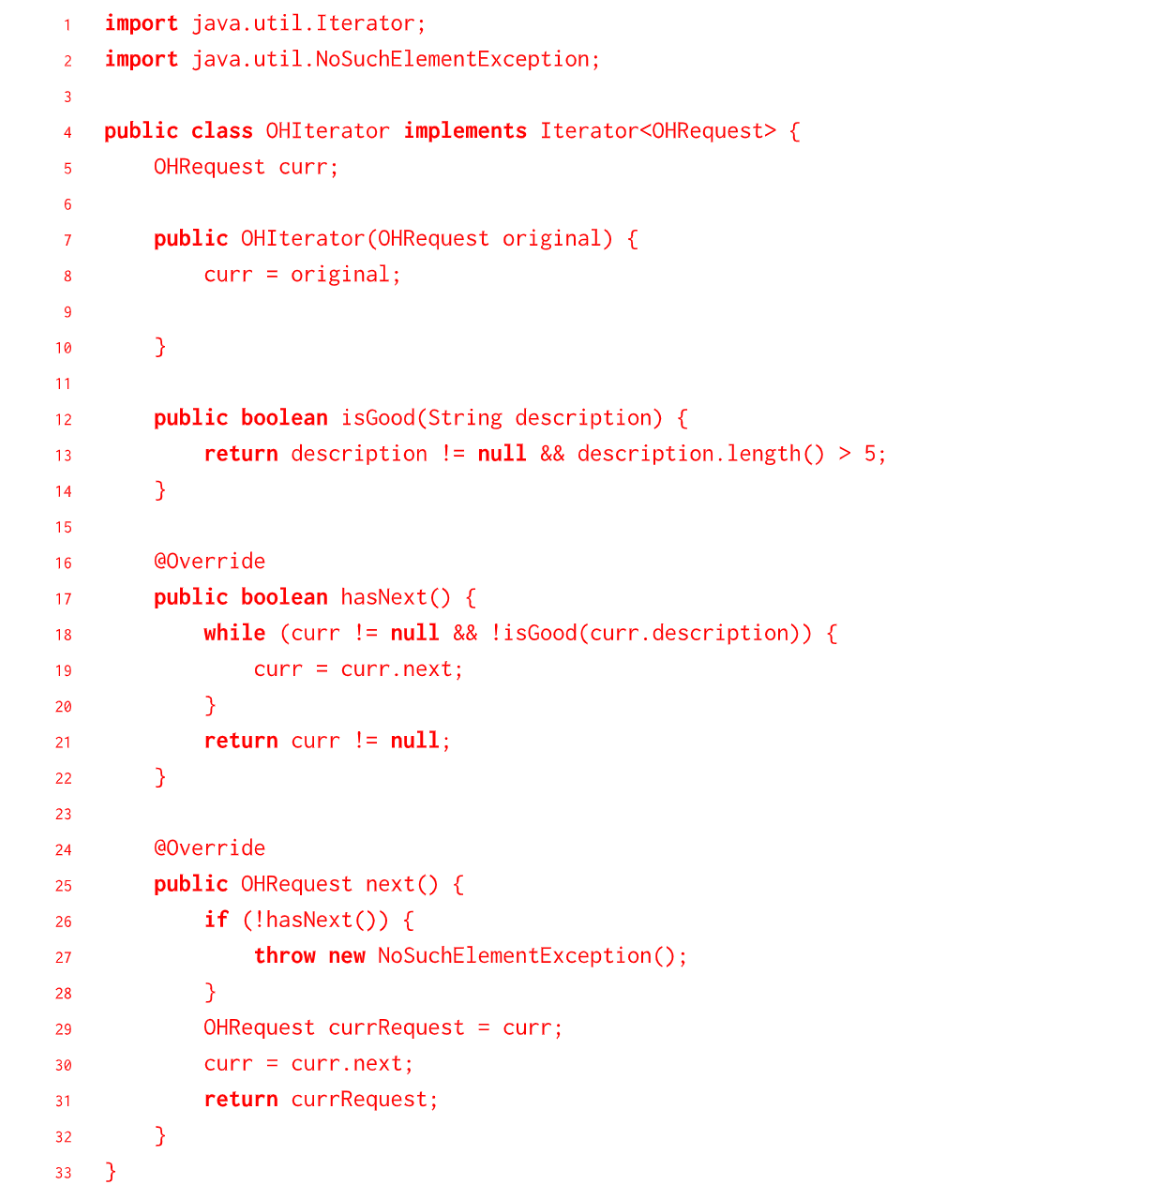 1 import java.util.Iterator;
2 import java.util.NoSuchElementException;
3
4 public class OHIterator implements Iterator<OHRequest> {
5     OHRequest curr;
6
7     public OHIterator(OHRequest original) {
8         curr = original;
9
10     }
11
12     public boolean isGood(String description) {
13         return description != null && description.length() > 5;
14     }
15
16     @Override
17     public boolean hasNext() {
18         while (curr != null && !isGood(curr.description)) {
19             curr = curr.next;
20         }
21         return curr != null;
22     }
23
24     @Override
25     public OHRequest next() {
26         if (!hasNext()) {
27             throw new NoSuchElementException();
28         }
29         OHRequest currRequest = curr;
30         curr = curr.next;
31         return currRequest;
32     }
33 }